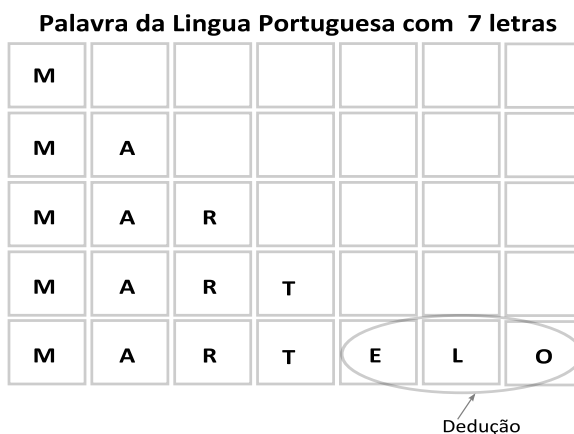 Palavra da Lingua Portuguesa com 7 letras
M
M A
M A R
M A R T
M A R T E L O
Dedução